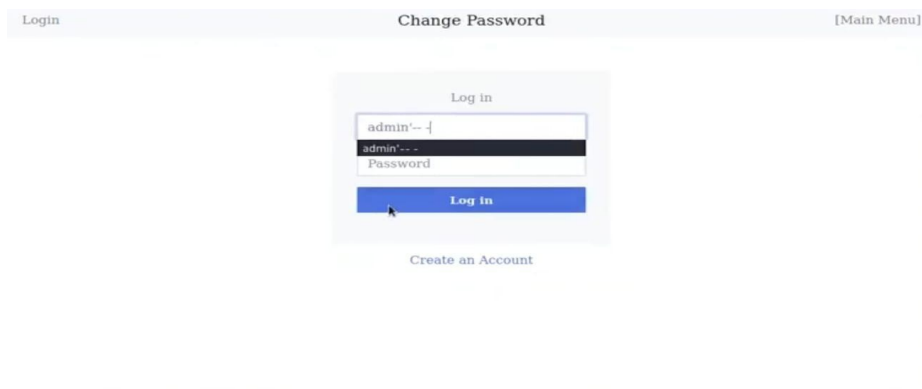 Login
Change Password
[Main Menu]
Log in
admin'-- -
admin'-- -
Password
Log in
Create an Account